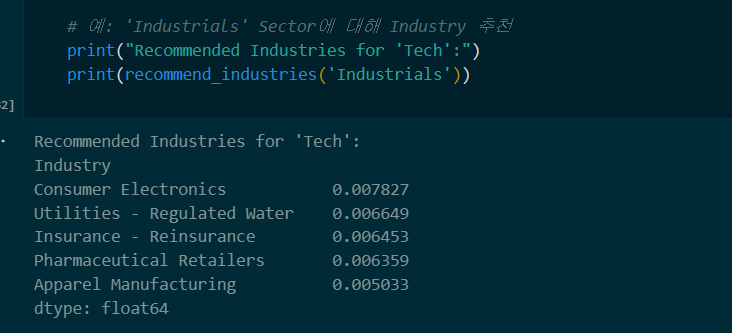 # 예: 'Industrials' Sector에 대해 Industry 추천
print("Recommended Industries for 'Tech':")
print(recommend_industries('Industrials'))
2]
Recommended Industries for 'Tech':
Industry
Consumer Electronics 0.007827
Utilities - Regulated Water 0.006649
Insurance - Reinsurance 0.006453
Pharmaceutical Retailers 0.006359
Apparel Manufacturing 0.005033
dtype: float64